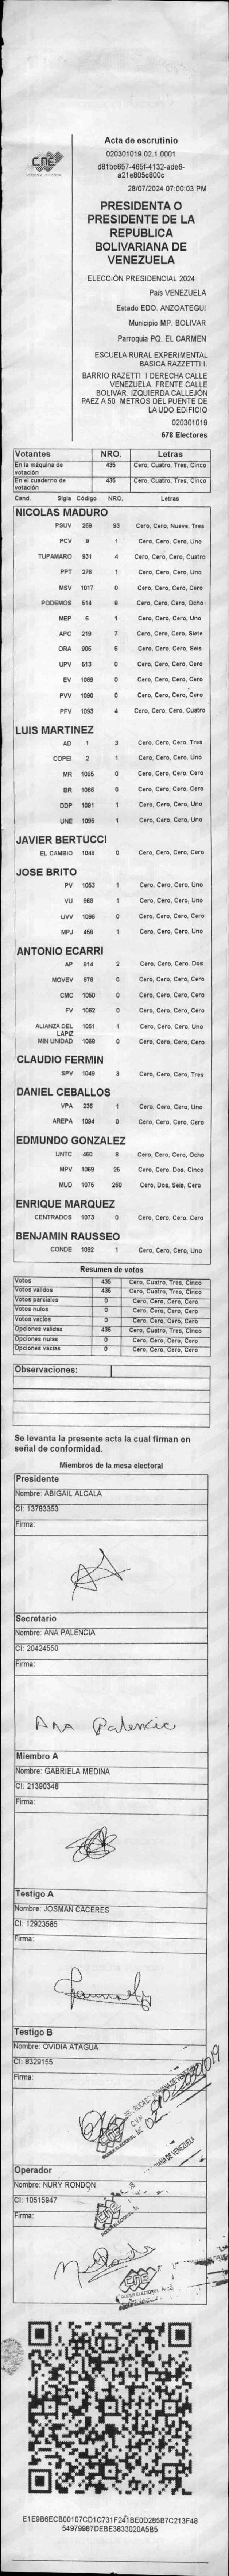 CNE
Acta de escrutinio
020301019.02.1.0001
d81be657-465f-4132-ade6-
a21e805c800c
28/07/2024 07:00:03 PM
PRESIDENTA O
PRESIDENTE DE LA
REPUBLICA
BOLIVARIANA DE
VENEZUELA
ELECCIÓN PRESIDENCIAL 2024
País VENEZUELA
Estado EDO. ANZOATEGUI
Municipio MP. BOLIVAR
Parroquia PQ. EL CARMEN
ESCUELA RURAL EXPERIMENTAL
BASICA RAZZETTI I.
BARRIO RAZETTI I DERECHA CALLE
VENEZUELA. FRENTE CALLE
BOLIVAR. IZQUIERDA CALLEJÓN
PAEZ A 50 METROS DEL PUENTE DE
LA UDO EDIFICIO
020301019
678 Electores
Votantes NRO. Letras
En la máquina de votación 435 Cero, Cuatro, Tres, Cinco
En el cuaderno de votación 435 Cero, Cuatro, Tres, Cinco
Cand. Sigla Código NRO. Letras
NICOLAS MADURO
PSUV 269 93 Cero, Cero, Nueve, Tres
PCV 9 1 Cero, Cero, Cero, Uno
TUPAMARO 931 4 Cero, Cero, Cero, Cuatro
PPT 276 1 Cero, Cero, Cero, Uno
MSV 1017 0 Cero, Cero, Cero, Cero
PODEMOS 514 8 Cero, Cero, Cero, Ocho
MEP 6 1 Cero, Cero, Cero, Uno
APC 219 7 Cero, Cero, Cero, Siete
ORA 906 6 Cero, Cero, Cero, Seis
UPV 513 0 Cero, Cero, Cero, Cero
EV 1089 0 Cero, Cero, Cero, Cero
PVV 1090 0 Cero, Cero, Cero, Cero
PFV 1093 4 Cero, Cero, Cero, Cuatro
LUIS MARTINEZ
AD 1 3 Cero, Cero, Cero, Tres
COPEI 2 1 Cero, Cero, Cero, Uno
MR 1065 0 Cero, Cero, Cero, Cero
BR 1066 0 Cero, Cero, Cero, Cero
DDP 1091 1 Cero, Cero, Cero, Uno
UNE 1095 1 Cero, Cero, Cero, Uno
JAVIER BERTUCCI
EL CAMBIO 1048 0 Cero, Cero, Cero, Cero
JOSE BRITO
PV 1053 1 Cero, Cero, Cero, Uno
VU 868 1 Cero, Cero, Cero, Uno
UVV 1096 0 Cero, Cero, Cero, Cero
MPJ 459 1 Cero, Cero, Cero, Uno
ANTONIO ECARRI
AP 814 2 Cero, Cero, Cero, Dos
MOVEV 878 0 Cero, Cero, Cero, Cero
CMC 1050 0 Cero, Cero, Cero, Cero
FV 1062 0 Cero, Cero, Cero, Cero
ALIANZA DEL LÁPIZ 1051 1 Cero, Cero, Cero, Uno
MIN UNIDAD 1068 0 Cero, Cero, Cero, Cero
CLAUDIO FERMIN
SPV 1049 3 Cero, Cero, Cero, Tres
DANIEL CEBALLOS
VPA 236 1 Cero, Cero, Cero, Uno
AREPA 1094 0 Cero, Cero, Cero, Cero
EDMUNDO GONZALEZ
UNTC 460 8 Cero, Cero, Cero, Ocho
MPV 1069 25 Cero, Cero, Dos, Cinco
MUD 1075 260 Cero, Dos, Seis, Cero
ENRIQUE MARQUEZ
CENTRADOS 1073 0 Cero, Cero, Cero, Cero
BENJAMIN RAUSSEO
CONDE 1092 1 Cero, Cero, Cero, Uno
Resumen de votos
Votos 435 Cero, Cuatro, Tres, Cinco
Votos validos 435 Cero, Cuatro, Tres, Cinco
Votos parciales 0 Cero, Cero, Cero, Cero
Votos nulos 0 Cero, Cero, Cero, Cero
Votos vacios 0 Cero, Cero, Cero, Cero
Opciones validas 435 Cero, Cuatro, Tres, Cinco
Opciones nulas 0 Cero, Cero, Cero, Cero
Opciones vacias 0 Cero, Cero, Cero, Cero
Observaciones:
Se levanta la presente acta la cual firman en
señal de conformidad.
Miembros de la mesa electoral
Presidente
Nombre: ABIGAIL ALCALA
CI: 13783353
Firma:
Secretario
Nombre: ANA PALENCIA
CI: 20424550
Firma:
Ana Palencia
Miembro A
Nombre: GABRIELA MEDINA
CI: 21390348
Firma:
Testigo A
Nombre: JOSMAN CACERES
CI: 12923585
Firma:
Testigo B
Nombre: OVIDIA ATAGUA
CI: 8329155
Firma:
Operador
Nombre: NURY RONDON
CI: 10515947
Firma:
E1E9B6ECB00107CD1C731F241BE0D285B7C213F48
54979987DEBE3833020A5B5